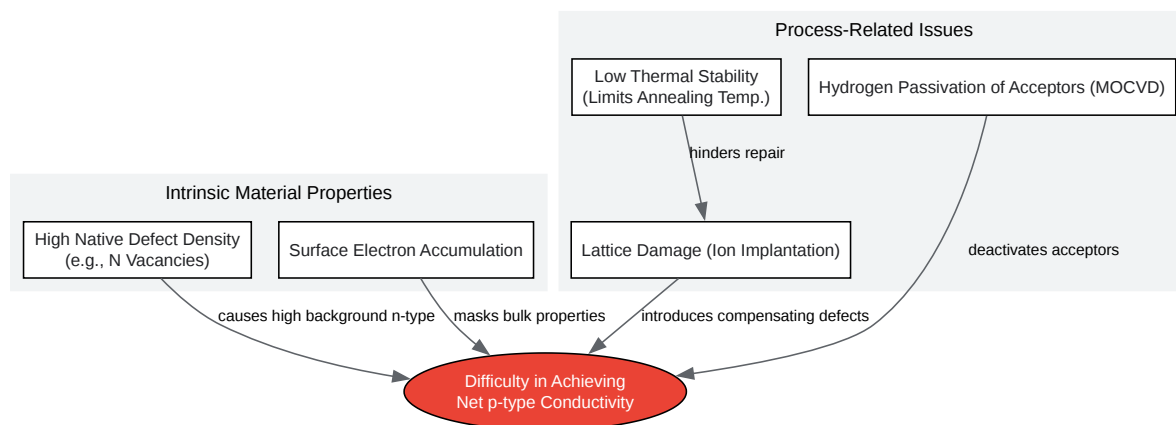 Process-Related Issues
Low Thermal Stability
(Limits Annealing Temp.)
Hydrogen Passivation of Acceptors (MOCVD)
hinders repair
Intrinsic Material Properties
High Native Defect Density
(e.g., N Vacancies)
Surface Electron Accumulation
Lattice Damage (Ion Implantation)
deactivates acceptors
causes high background n-type
masks bulk properties
introduces compensating defects
Difficulty in Achieving
Net p-type Conductivity